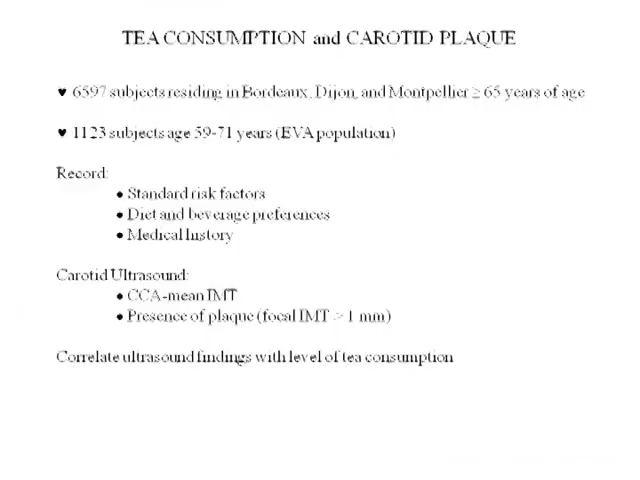 TEA CONSUMPTION and CAROTID PLAQUE
♥ 6597 subjects residing in Bordeaux, Dijon, and Montpellier ≥ 65 years of age
♥ 1123 subjects age 59-71 years (EVA population)
Record:
● Standard risk factors
● Diet and beverage preferences
● Medical history
Carotid Ultrasound:
● CCA-mean IMT
● Presence of plaque (focal IMT > 1 mm)
Correlate ultrasound findings with level of tea consumption